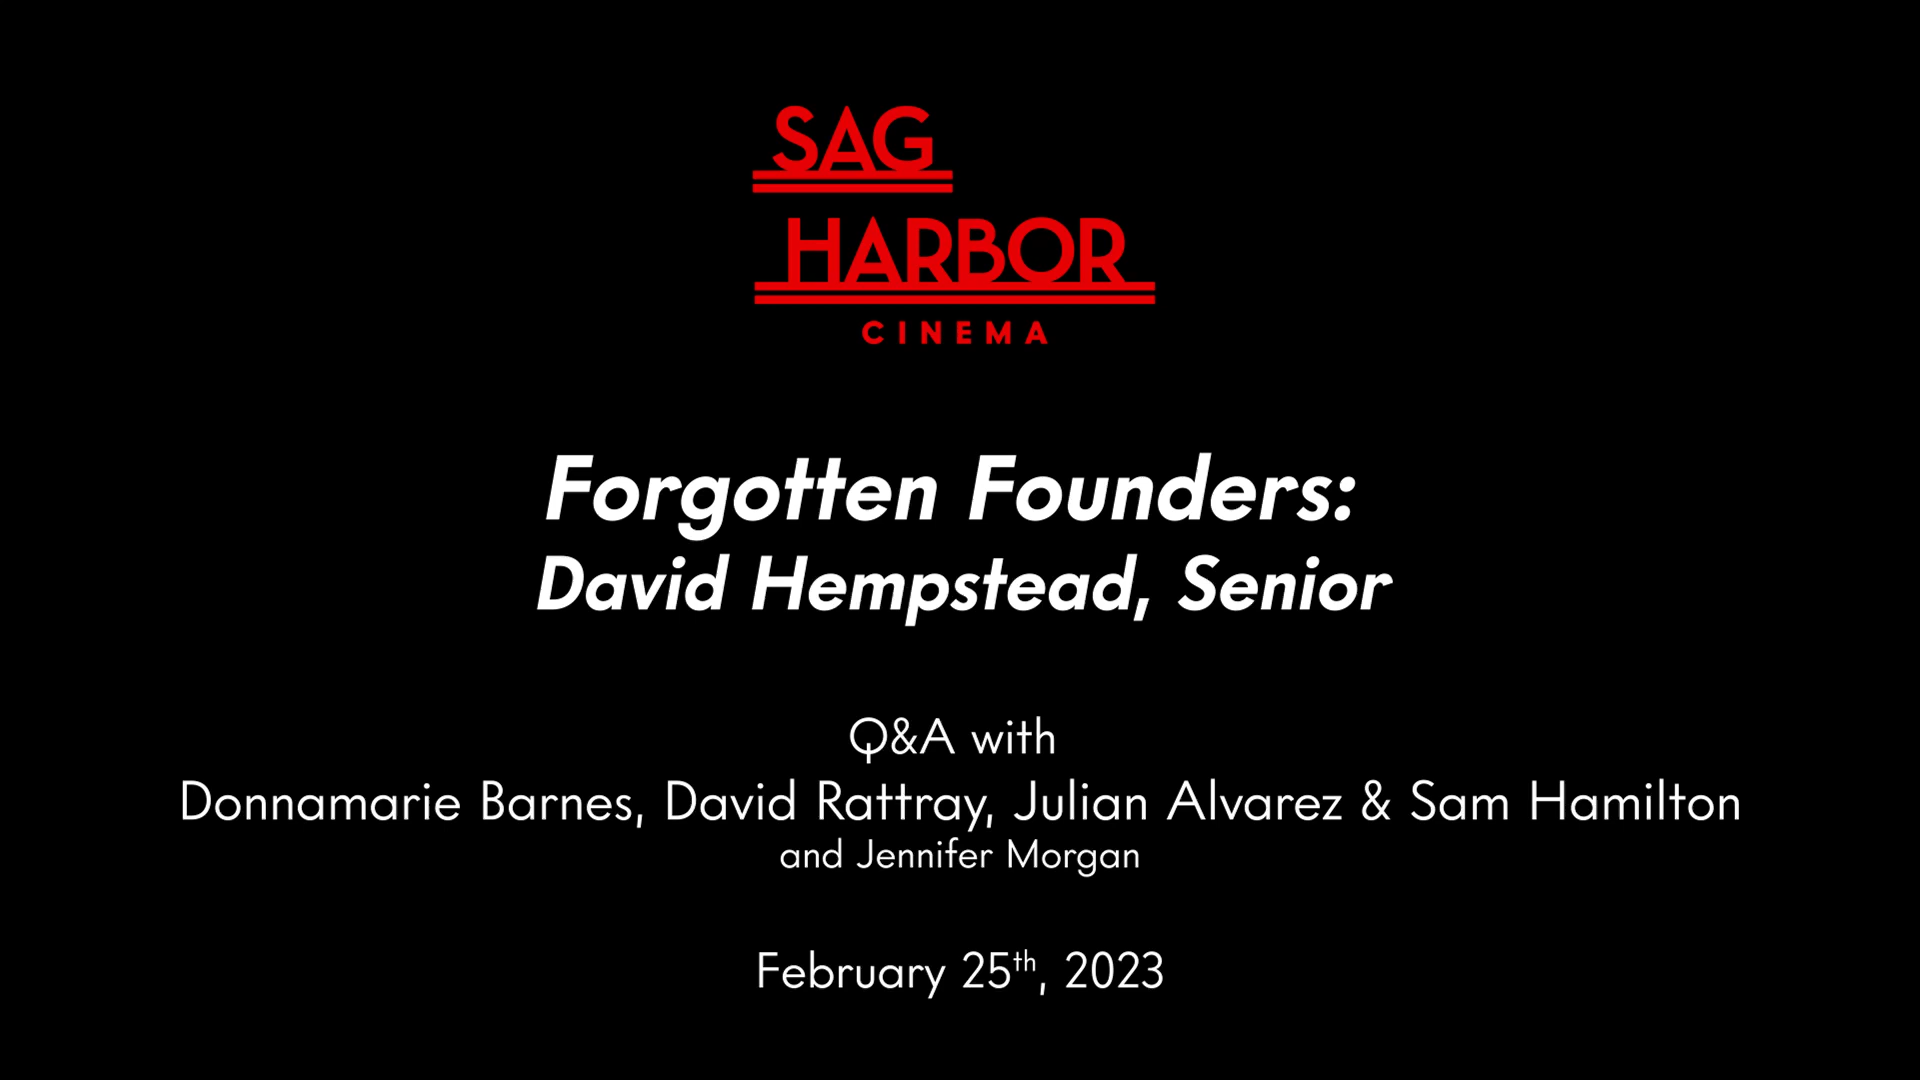 SAG
HARBOR
CINEMA
Forgotten Founders:
David Hempstead, Senior
Q&A with
Donnamarie Barnes, David Rattray, Julian Alvarez & Sam Hamilton
and Jennifer Morgan
February 25th, 2023